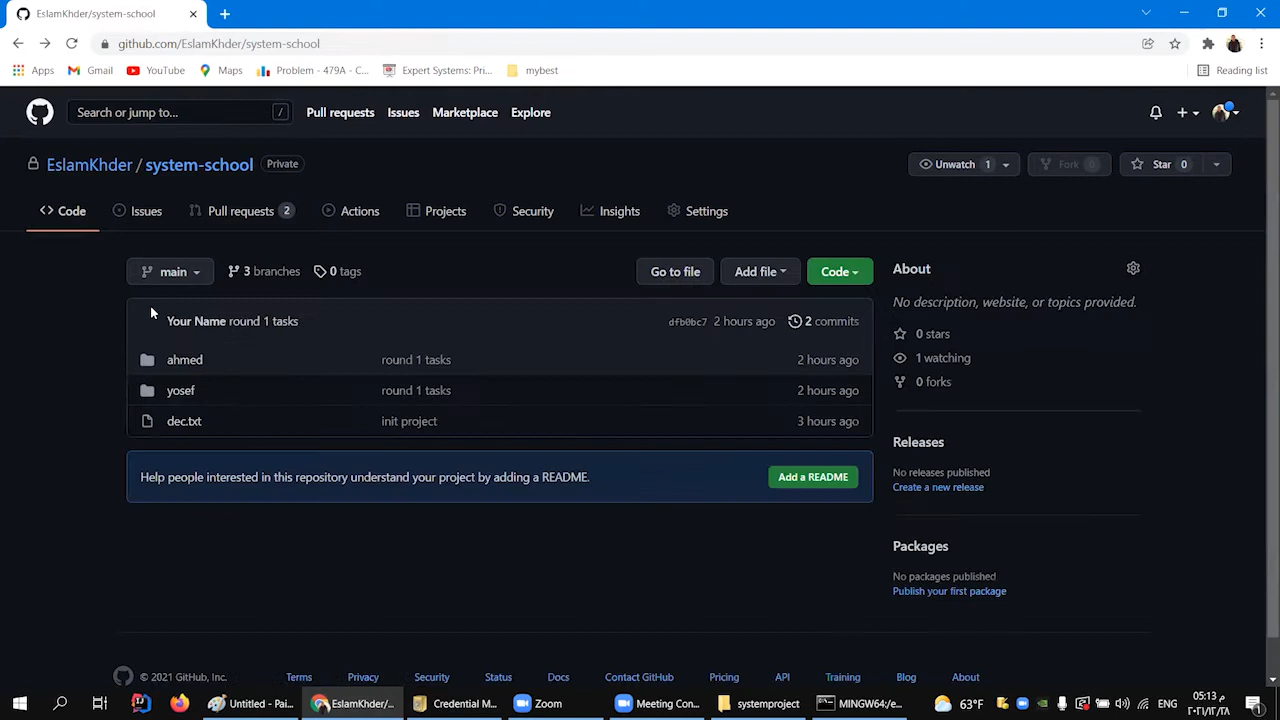 EslamKhder/system-school
github.com/EslamKhder/system-school
Apps Gmail YouTube Maps Problem - 479A - C... Expert Systems: Pri... mybest Reading list
Search or jump to... / Pull requests Issues Marketplace Explore
EslamKhder / system-school Private Unwatch 1 Fork 0 Star 0
Code Issues Pull requests 2 Actions Projects Security Insights Settings
main 3 branches 0 tags Go to file Add file Code
Your Name round 1 tasks dfb0bc7 2 hours ago 2 commits
ahmed round 1 tasks 2 hours ago
yosef round 1 tasks 2 hours ago
dec.txt init project 3 hours ago
Help people interested in this repository understand your project by adding a README. Add a README
About
No description, website, or topics provided.
0 stars
1 watching
0 forks
Releases
No releases published
Create a new release
Packages
No packages published
Publish your first package
© 2021 GitHub, Inc. Terms Privacy Security Status Docs Contact GitHub Pricing API Training Blog About
Untitled - Pai... EslamKhder/... Credential M... Zoom Meeting Con... systemproject MINGW64:/e... 63°F ENG
05:13 م
٢٠٢١/١٢/٢٨
1